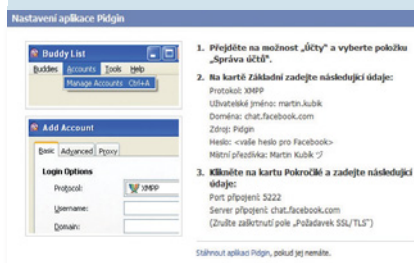 Nastavení aplikace Pidgin
Buddy List
Buddies Accounts Tools Help
Manage Accounts Ctrl+A
Add Account
Basic Advanced Proxy
Login Options
Protocol:
Username:
Domain:
1. Přejděte na možnost „Účty“ a vyberte položku
„Správa účtů“.
2. Na kartě Základní zadejte následující údaje:
Protokol: XMPP
Uživatelské jméno: martin.kubik
Doména: chat.facebook.com
Zdroj: Pidgin
Heslo: <vaše heslo pro Facebook>
Místní přezdívka: Martin Kubík ツ
3. Klikněte na kartu Pokročilé a zadejte následující
údaje:
Port připojení: 5222
Server připojení: chat.facebook.com
(Zrušte zaškrtnutí pole „Požadavek SSL/TLS“)
Stáhnout aplikaci Pidgin, pokud jej nemáte.